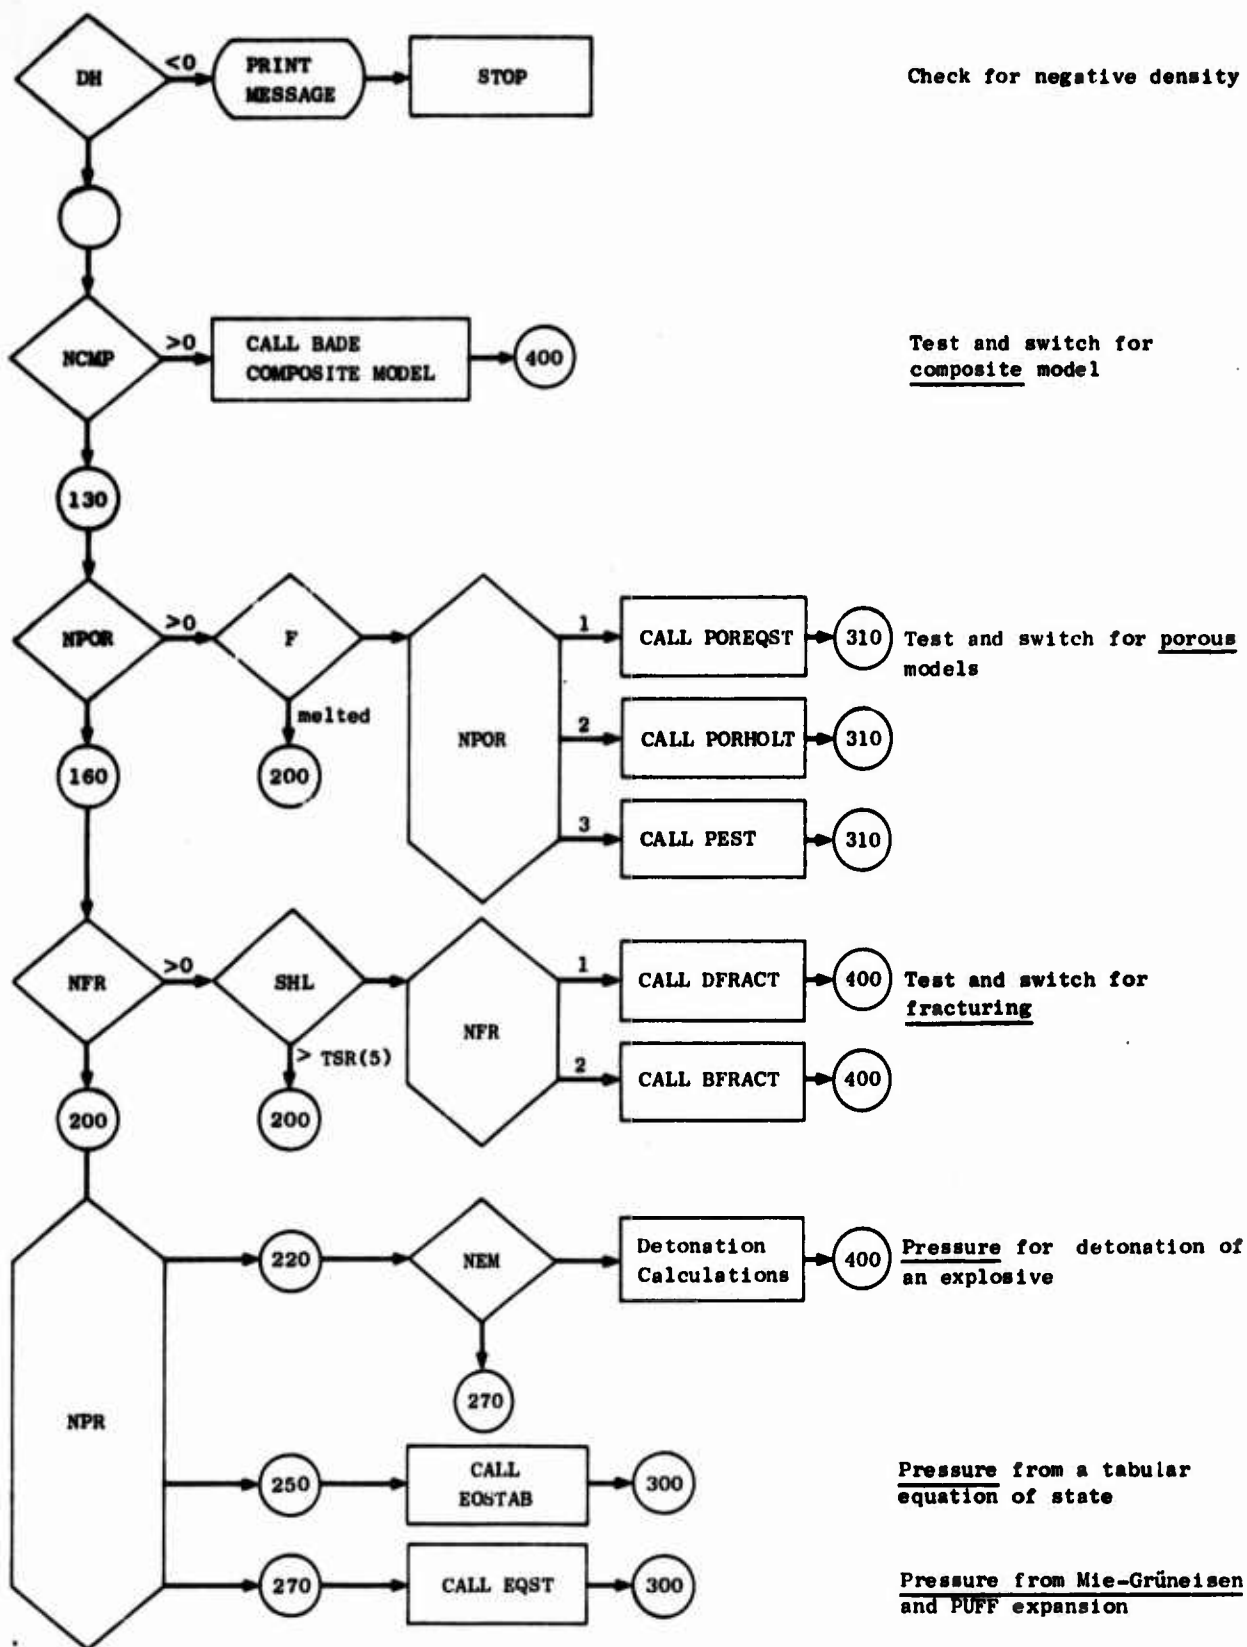 DH
<0
PRINT
MESSAGE
STOP
Check for negative density
NCMP
>0
CALL BADE
COMPOSITE MODEL
400
Test and switch for
composite model
130
NPOR
>0
F
melted
200
NPOR
1
CALL POREQST
310
Test and switch for porous
models
2
CALL PORHOLT
310
3
CALL PEST
310
160
NFR
>0
SHL
> TSR(5)
200
NFR
1
CALL DFRACT
400
Test and switch for
fracturing
2
CALL BFRACT
400
200
NPR
220
NEM
Detonation
Calculations
400
Pressure for detonation of
an explosive
270
250
CALL
EOSTAB
300
Pressure from a tabular
equation of state
270
CALL EQST
300
Pressure from Mie-Grüneisen
and PUFF expansion